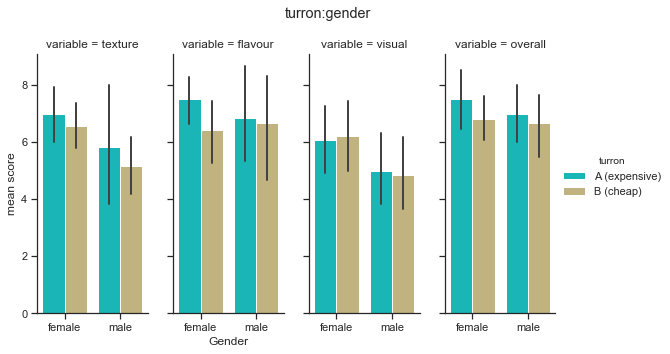 turron:gender
variable = texture
variable = flavour
variable = visual
variable = overall
mean score
8
6
4
2
0
female
male
female
male
female
male
female
male
Gender
turron
A (expensive)
B (cheap)